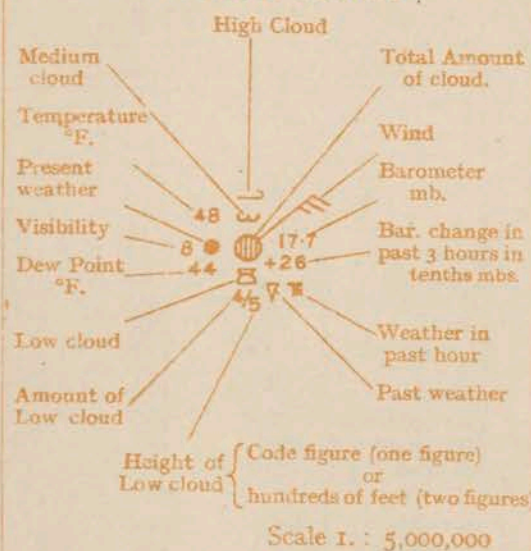 High Cloud
Medium
cloud
Total Amount
of cloud.
Temperature
°F.
Wind
Present
weather
Barometer
mb.
48
Visibility
8
17·7
Bar. change in
past 3 hours in
tenths mbs.
Dew Point
°F.
44
+26
4/5
Low cloud
Weather in
past hour
Amount of
Low cloud
Past weather
Height of
Low cloud
Code figure (one figure)
or
hundreds of feet (two figures)
Scale 1. : 5,000,000